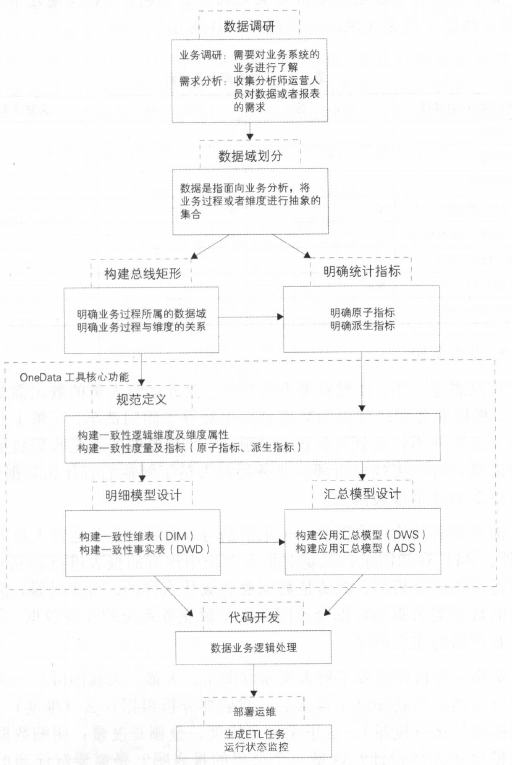 数据调研
业务调研：需要对业务系统的
业务进行了解
需求分析：收集分析师运营人
员对数据或者报表
的需求
数据域划分
数据是指面向业务分析，将
业务过程或者维度进行抽象的
集合
构建总线矩形
明确业务过程所属的数据域
明确业务过程与维度的关系
明确统计指标
明确原子指标
明确派生指标
OneData 工具核心功能
规范定义
构建一致性逻辑维度及维度属性
构建一致性度量及指标（原子指标、派生指标）
明细模型设计
构建一致性维表（DIM）
构建一致性事实表（DWD）
汇总模型设计
构建公用汇总模型（DWS）
构建应用汇总模型（ADS）
代码开发
数据业务逻辑处理
部署运维
生成ETL任务
运行状态监控